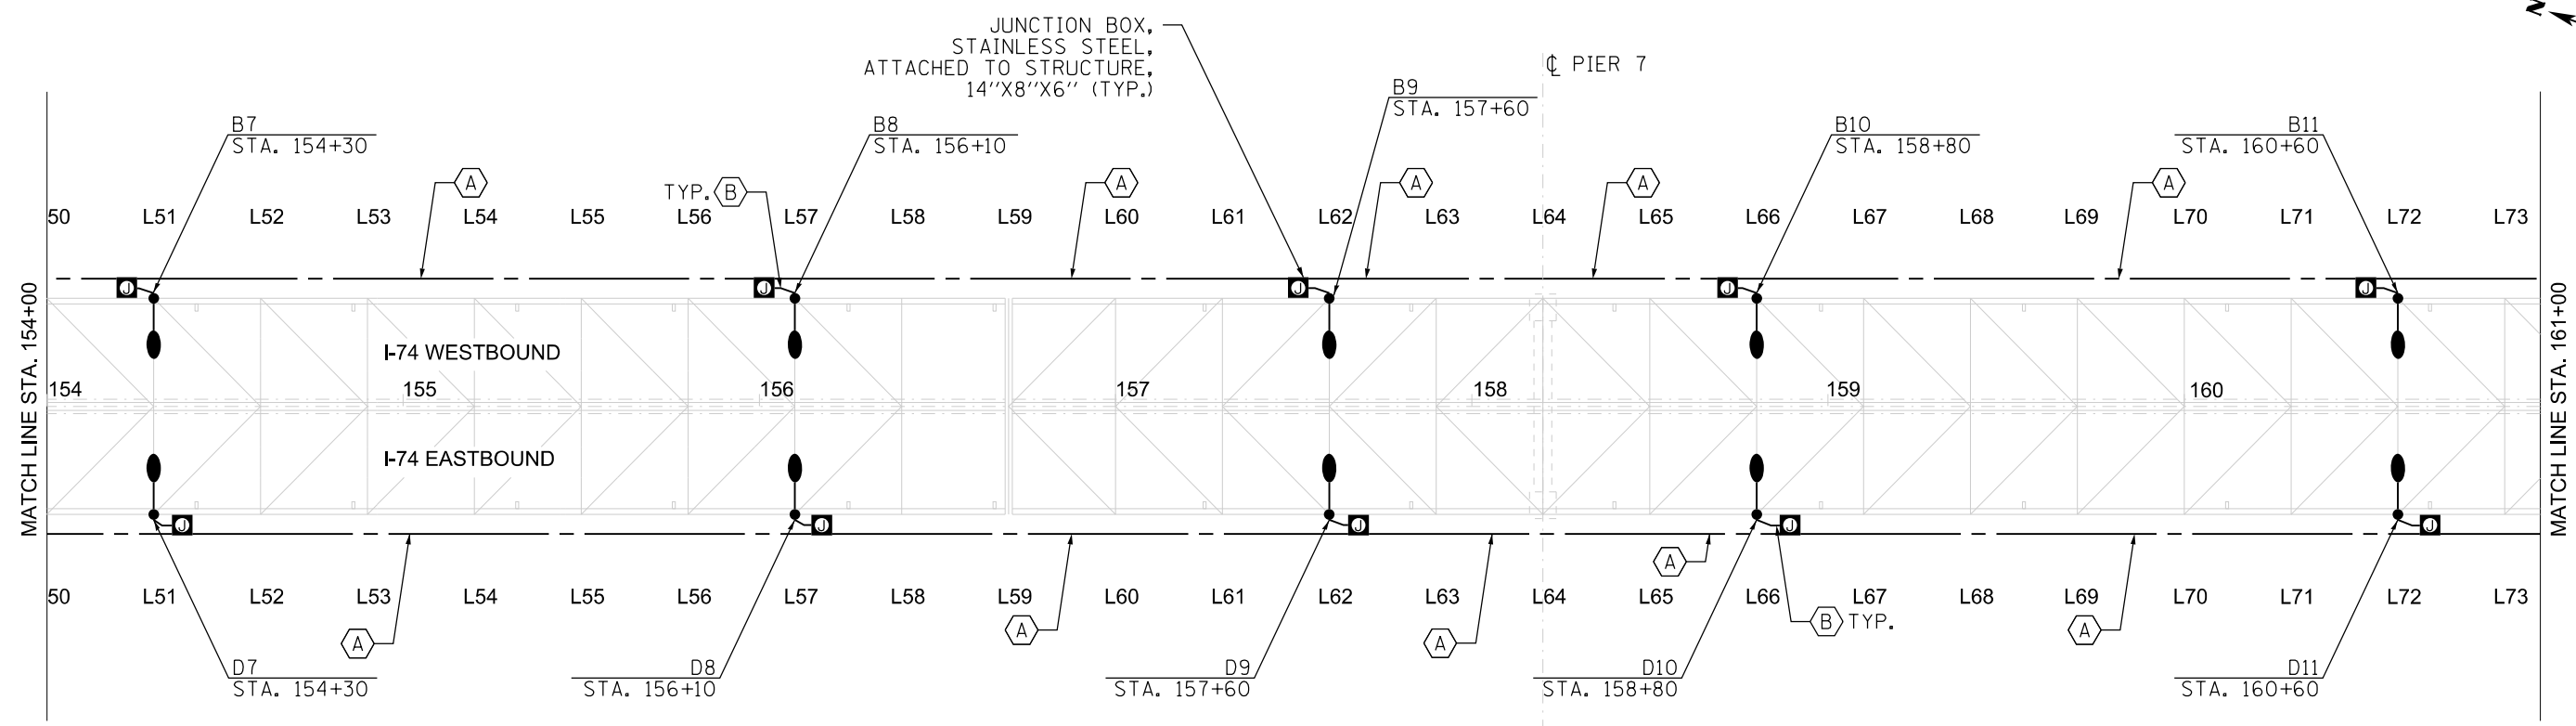 N
JUNCTION BOX,
STAINLESS STEEL,
ATTACHED TO STRUCTURE,
14''X8''X6'' (TYP.)
℄ PIER 7
B9
STA. 157+60
B7
STA. 154+30
B8
STA. 156+10
B10
STA. 158+80
B11
STA. 160+60
A
TYP. B
A
A
A
A
50 L51 L52 L53 L54 L55 L56 L57 L58 L59 L60 L61 L62 L63 L64 L65 L66 L67 L68 L69 L70 L71 L72 L73
J J J J J
MATCH LINE STA. 154+00
I-74 WESTBOUND
154 155 156 157 158 159 160
I-74 EASTBOUND
MATCH LINE STA. 161+00
J J J J J
A
50 L51 L52 L53 L54 L55 L56 L57 L58 L59 L60 L61 L62 L63 L64 L65 L66 L67 L68 L69 L70 L71 L72 L73
A
A
A
B TYP.
A
D7
STA. 154+30
D8
STA. 156+10
D9
STA. 157+60
D10
STA. 158+80
D11
STA. 160+60